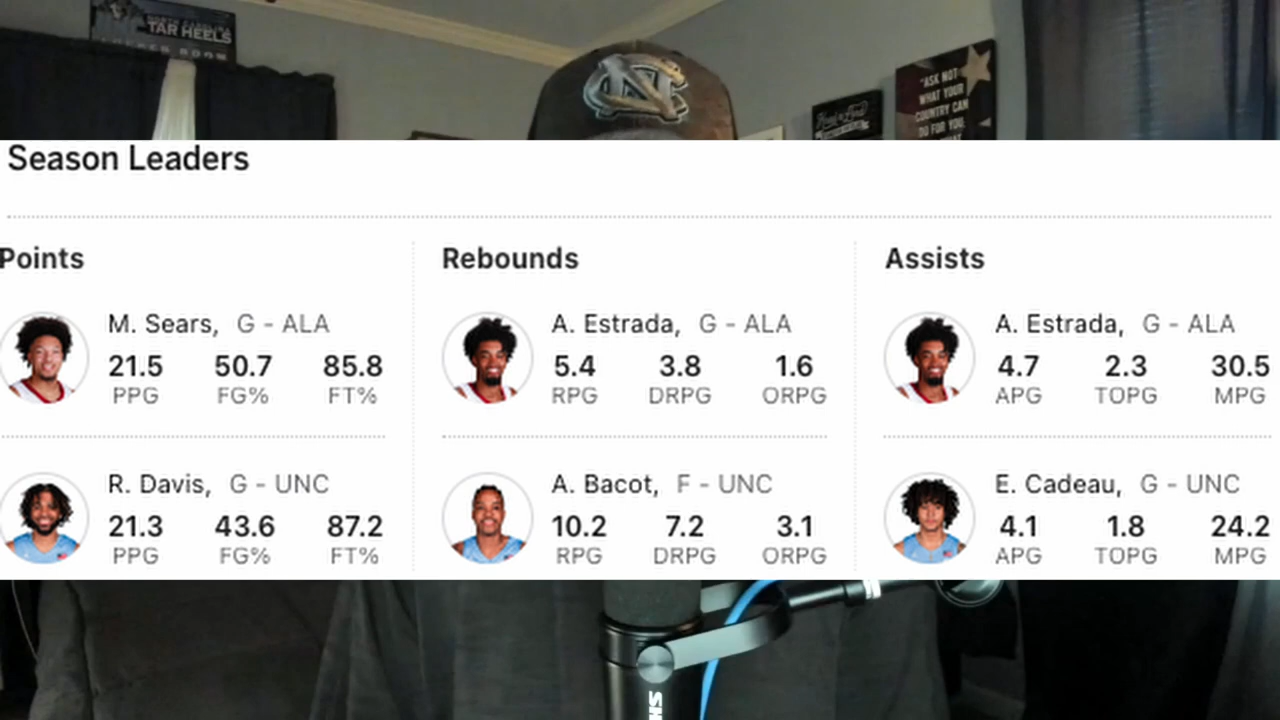 TAR HEELS
"ASK NOT
WHAT YOUR
COUNTRY CAN
DO FOR YOU
NC
Season Leaders
Points
M. Sears, G - ALA
21.5 50.7 85.8
PPG FG% FT%
R. Davis, G - UNC
21.3 43.6 87.2
PPG FG% FT%
Rebounds
A. Estrada, G - ALA
5.4 3.8 1.6
RPG DRPG ORPG
A. Bacot, F - UNC
10.2 7.2 3.1
RPG DRPG ORPG
Assists
A. Estrada, G - ALA
4.7 2.3 30.5
APG TOPG MPG
E. Cadeau, G - UNC
4.1 1.8 24.2
APG TOPG MPG
SH